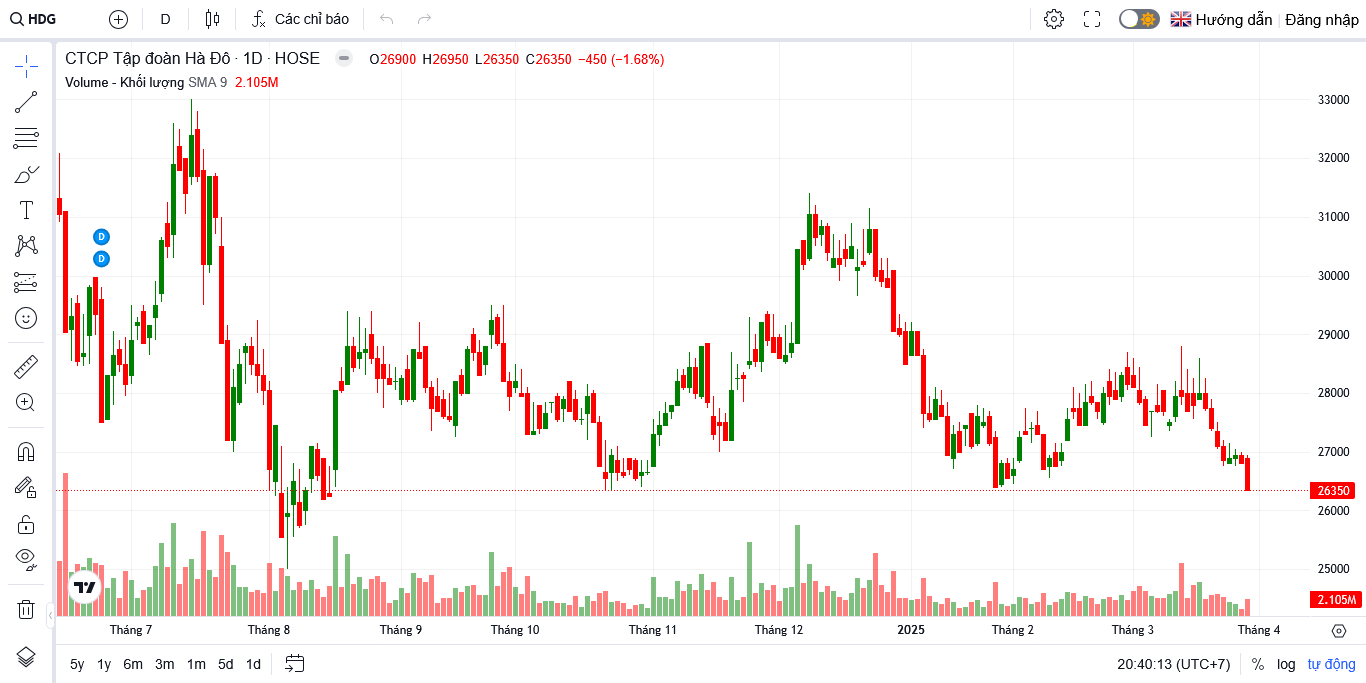 HDG D Các chỉ báo Hướng dẫn Đăng nhập
CTCP Tập đoàn Hà Đô · 1D · HOSE O26900 H26950 L26350 C26350 −450 (−1.68%)
Volume - Khối lượng SMA 9 2.105M
33000
32000
31000
D
D
30000
29000
28000
27000
26350
26000
25000
2.105M
Tháng 7 Tháng 8 Tháng 9 Tháng 10 Tháng 11 Tháng 12 2025 Tháng 2 Tháng 3 Tháng 4
5y 1y 6m 3m 1m 5d 1d 20:40:13 (UTC+7) % log tự động